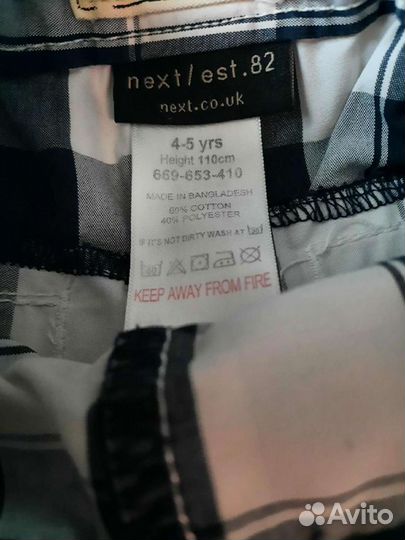 next/est.82
next.co.uk
4-5 yrs
Height 110cm
669-653-410
MADE IN BANGLADESH
60% COTTON
40% POLYESTER
IF IT'S NOT DIRTY WASH AT 30
KEEP AWAY FROM FIRE
Avito